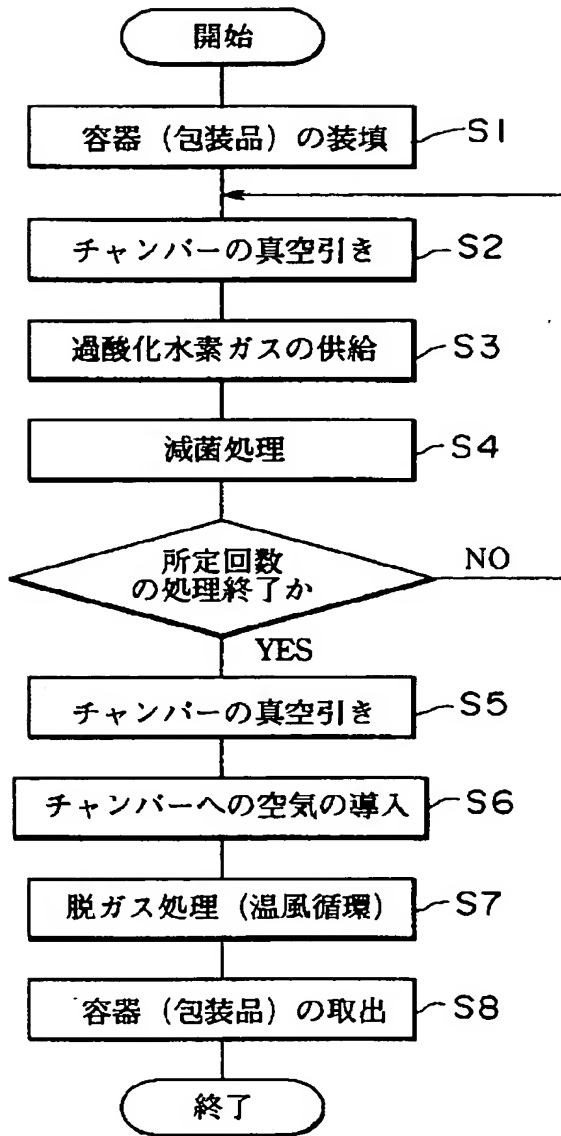 開始
容器（包装品）の装填 S1
チャンバーの真空引き S2
過酸化水素ガスの供給 S3
滅菌処理 S4
所定回数
の処理終了か NO
YES
チャンバーの真空引き S5
チャンバーへの空気の導入 S6
脱ガス処理（温風循環） S7
容器（包装品）の取出 S8
終了